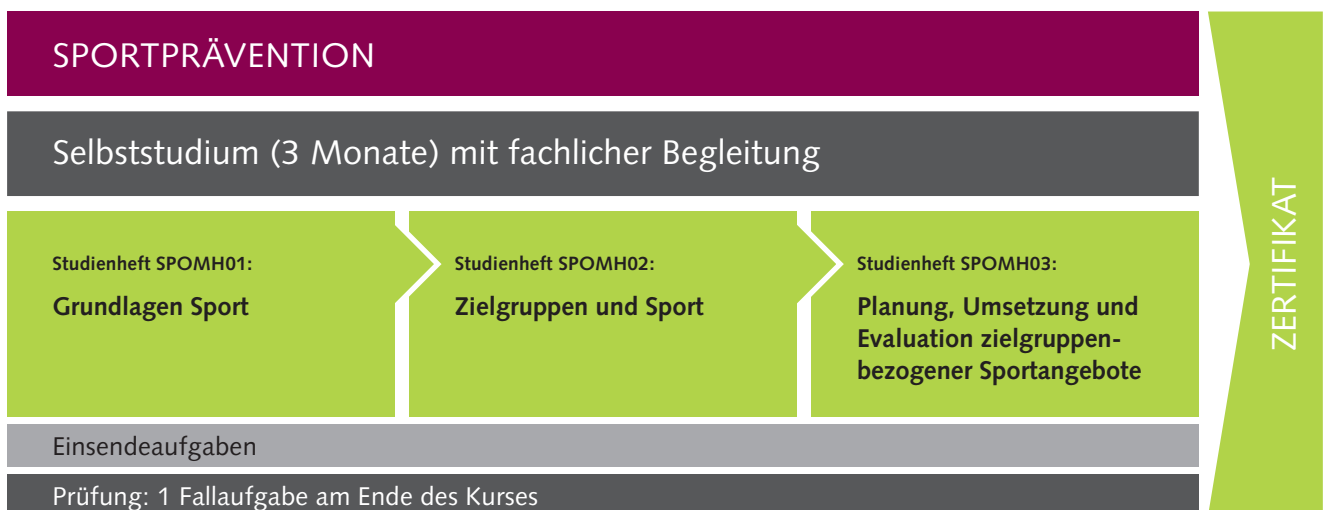 SPORTPRÄVENTION
Selbststudium (3 Monate) mit fachlicher Begleitung
Studienheft SPOMH01:
Grundlagen Sport
Studienheft SPOMH02:
Zielgruppen und Sport
Studienheft SPOMH03:
Planung, Umsetzung und
Evaluation zielgruppen-
bezogener Sportangebote
Einsendeaufgaben
Prüfung: 1 Fallaufgabe am Ende des Kurses
ZERTIFIKAT